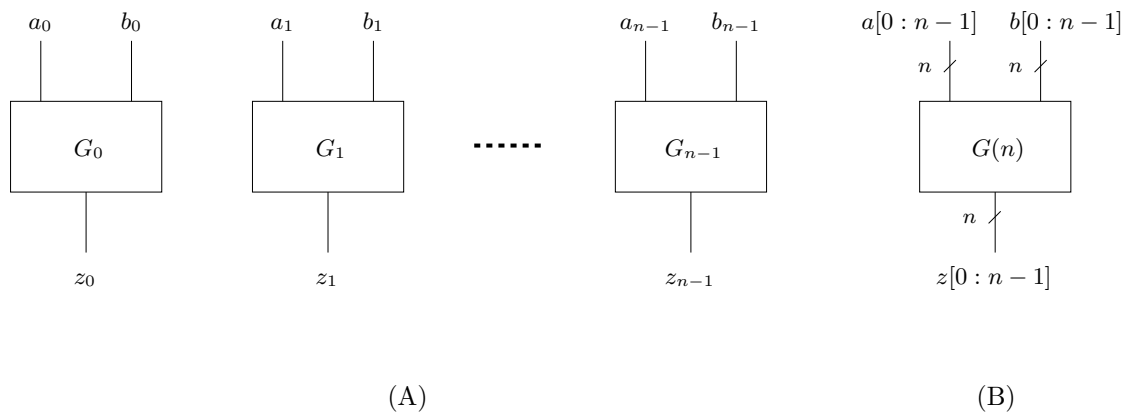 a₀ b₀ a₁ b₁ aₙ₋₁ bₙ₋₁ a[0 : n − 1] b[0 : n − 1]
n n
G₀ G₁ Gₙ₋₁ G(n)
n
z₀ z₁ zₙ₋₁ z[0 : n − 1]
(A) (B)